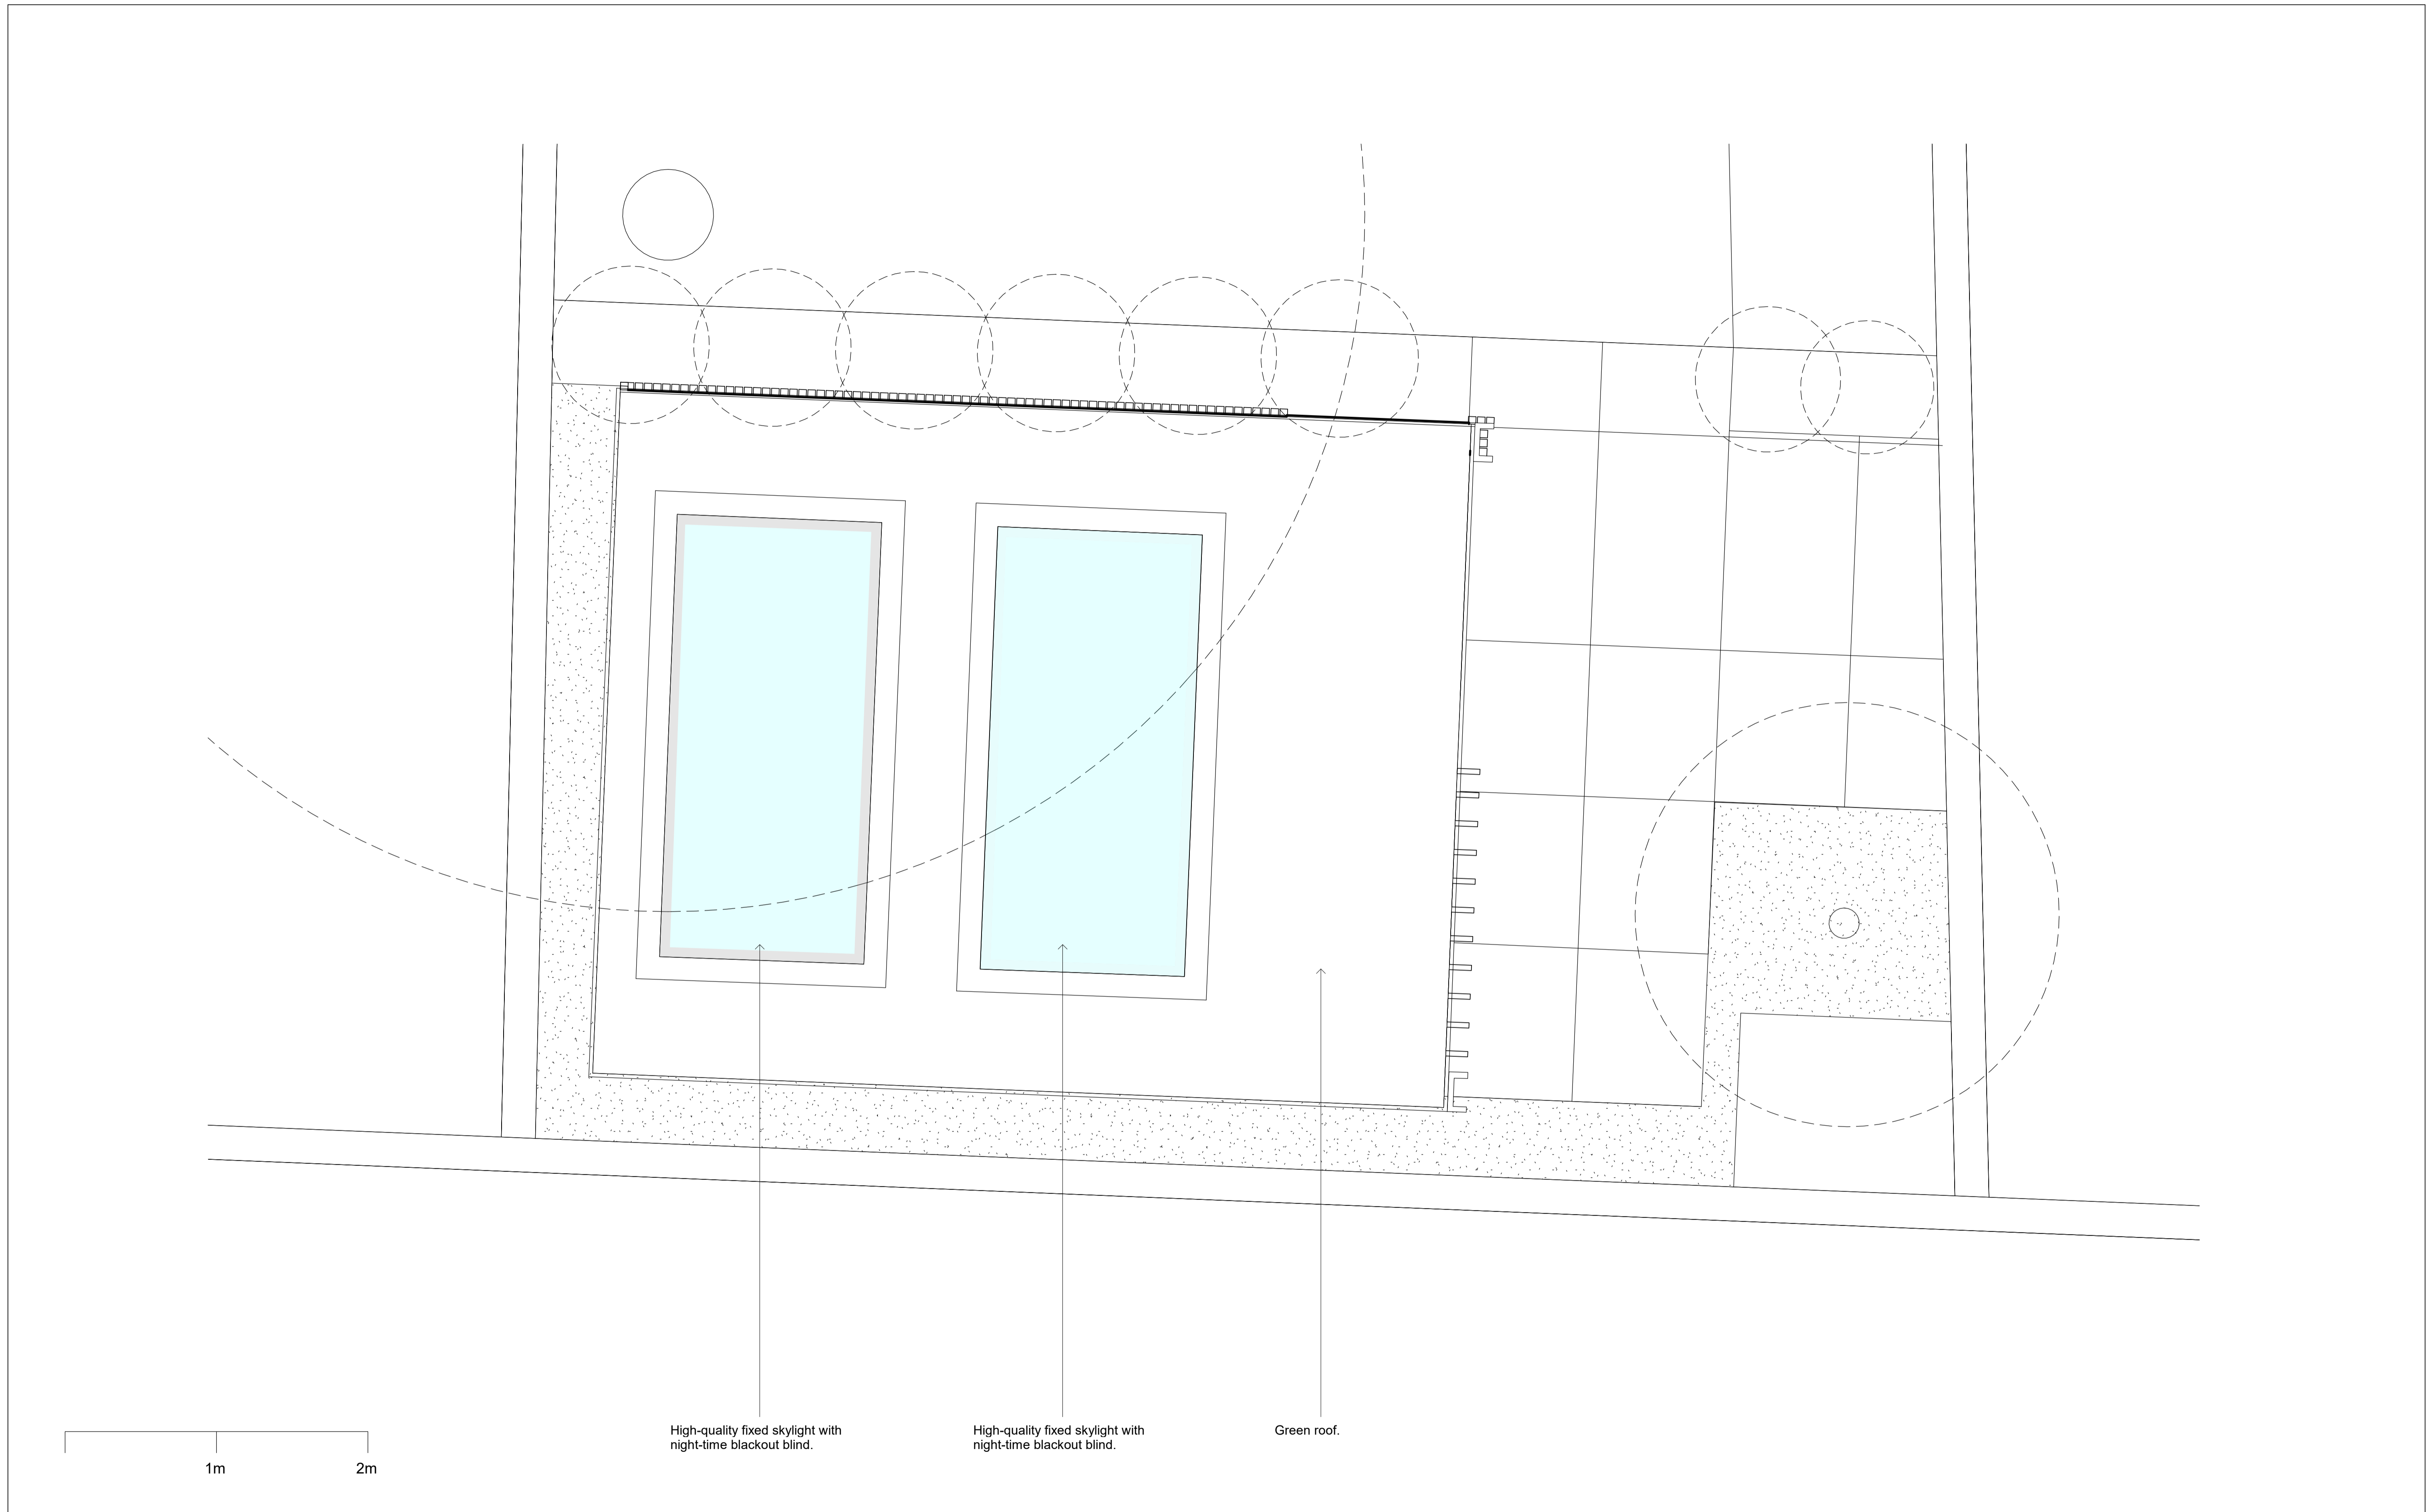 High-quality fixed skylight with
night-time blackout blind.
High-quality fixed skylight with
night-time blackout blind.
Green roof.
1m
2m